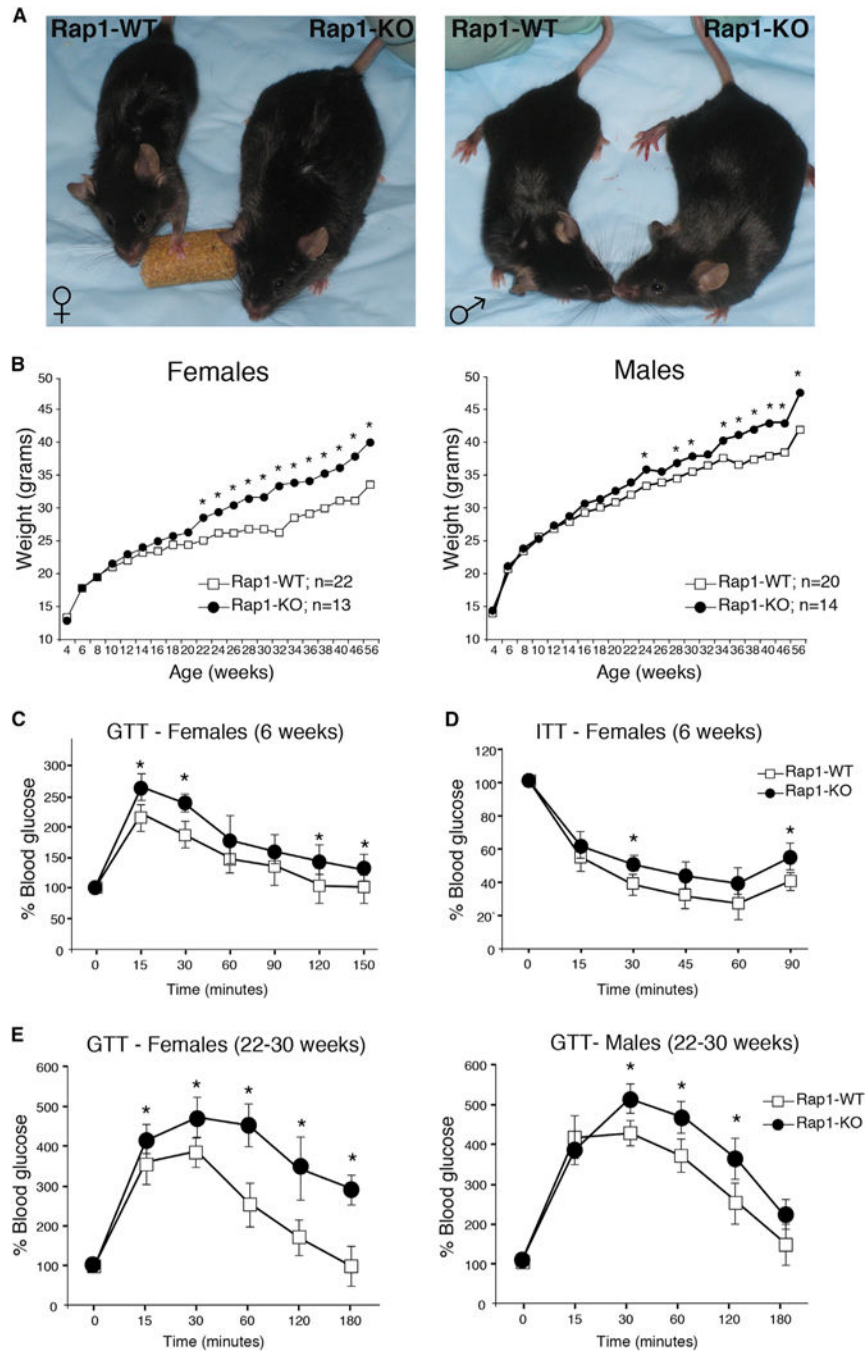 A
Rap1-WT Rap1-KO
Rap1-WT Rap1-KO
♀
♂
B
Females
Weight (grams)
50
45
40
35
30
25
20
15
10
* * * * * * * * * * *
Rap1-WT; n=22
Rap1-KO; n=13
4 6 8 10 12 14 16 18 20 22 24 26 28 30 32 34 36 38 40 46 56
Age (weeks)
Males
Weight (grams)
50
45
40
35
30
25
20
15
10
* * * * * * * * *
Rap1-WT; n=20
Rap1-KO; n=14
4 6 8 10 12 14 16 18 20 22 24 26 28 30 32 34 36 38 40 46 56
Age (weeks)
C
GTT - Females (6 weeks)
% Blood glucose
300
250
200
150
100
50
0
* * * *
0 15 30 60 90 120 150
Time (minutes)
D
ITT - Females (6 weeks)
% Blood glucose
120
100
80
60
40
20
0
* *
Rap1-WT
Rap1-KO
0 15 30 45 60 90
Time (minutes)
E
GTT - Females (22-30 weeks)
% Blood glucose
600
500
400
300
200
100
0
* * * * *
0 15 30 60 120 180
Time (minutes)
GTT- Males (22-30 weeks)
% Blood glucose
600
500
400
300
200
100
0
* * *
Rap1-WT
Rap1-KO
0 15 30 60 120 180
Time (minutes)